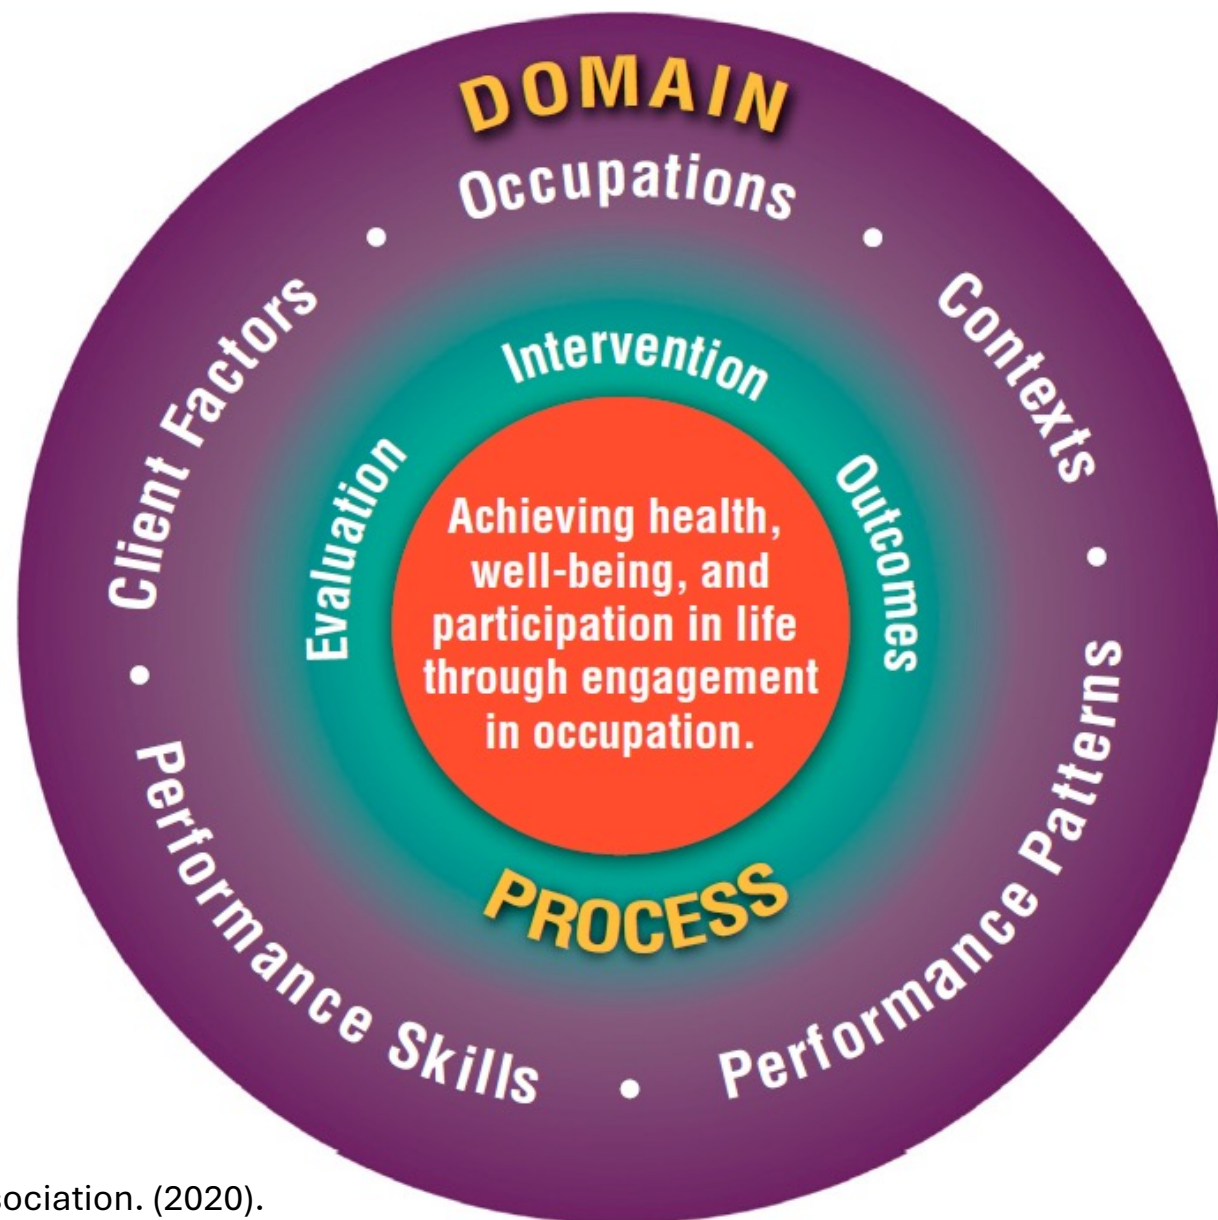 DOMAIN
Occupations
Contexts
Performance Patterns
Performance Skills
Client Factors
Intervention
Evaluation
Outcomes
Achieving health,
well-being, and
participation in life
through engagement
in occupation.
PROCESS
(2020).